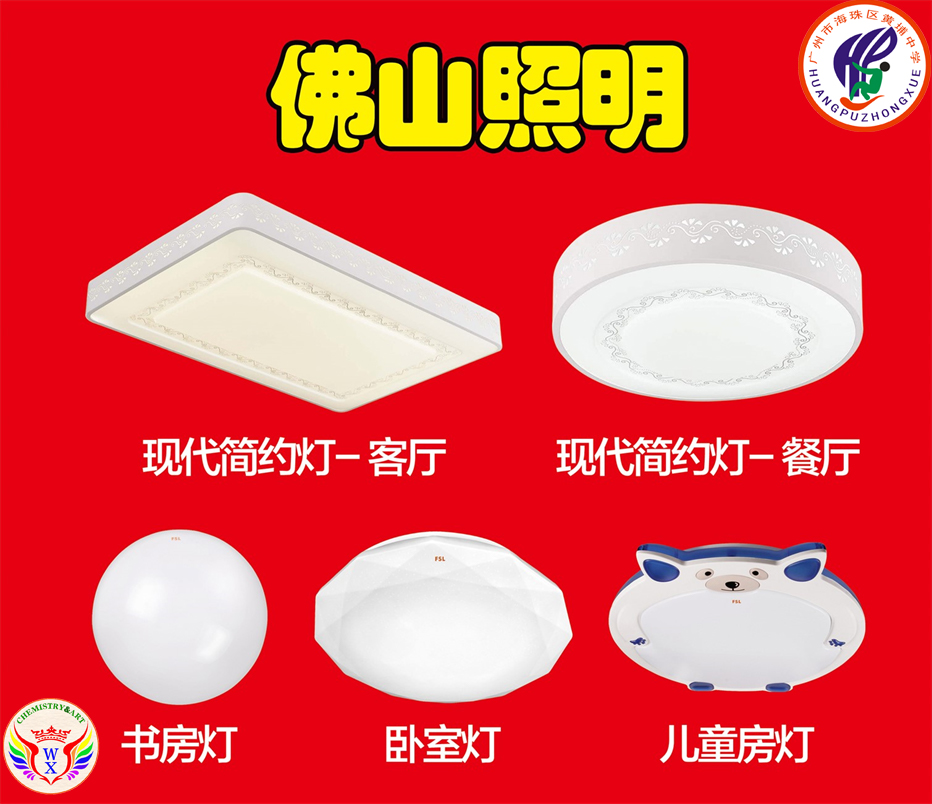 佛山照明
广州市海珠区黄埔中学
HUANGPUZHONGXUE
HP
现代简约灯- 客厅
现代简约灯- 餐厅
FSL
FSL
FSL
书房灯
卧室灯
儿童房灯
CHEMISTRY&ART
W
X